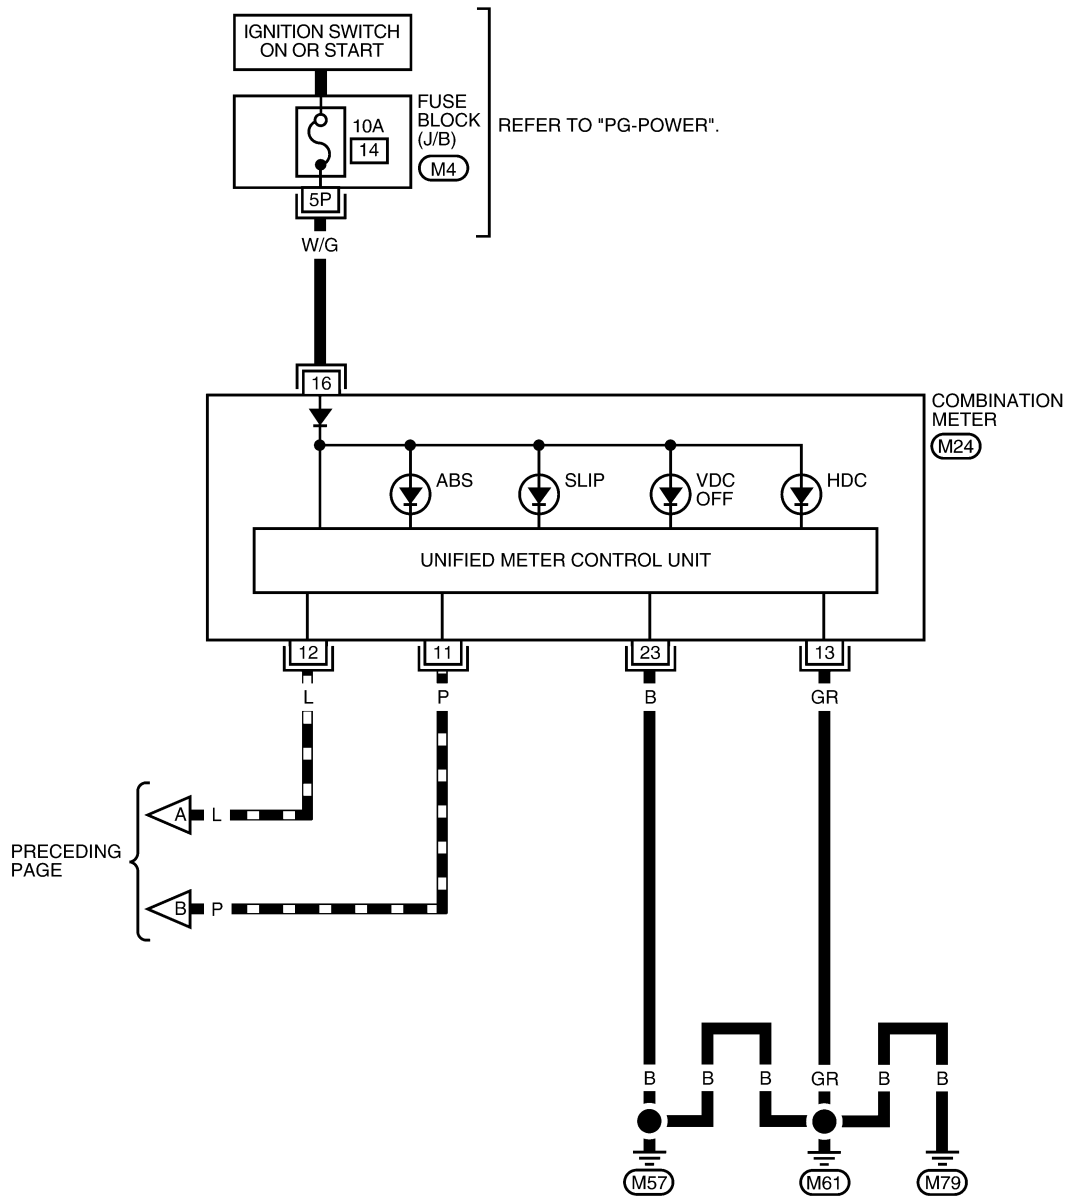 IGNITION SWITCH
ON OR START
FUSE
BLOCK
(J/B)
M4
10A
14
REFER TO "PG-POWER".
5P
W/G
16
COMBINATION
METER
M24
ABS
SLIP
VDC
OFF
HDC
UNIFIED METER CONTROL UNIT
12
11
23
13
L
P
B
GR
A
L
PRECEDING
PAGE
B
P
B
B
B
GR
B
B
M57
M61
M79